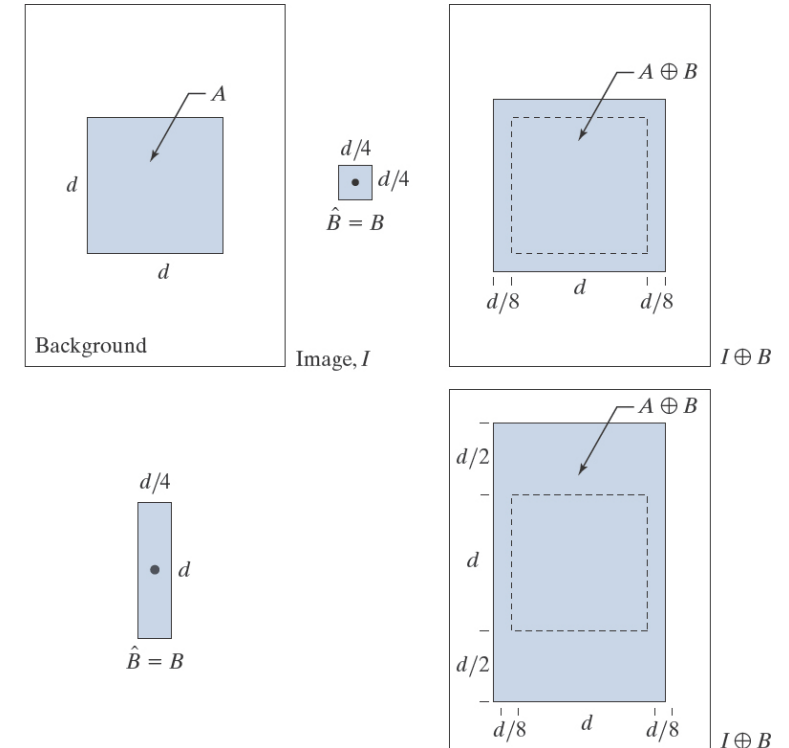 A
d
d
Background
Image, I
d/4
d/4
B̂ = B
A ⊕ B
d/8
d
d/8
I ⊕ B
d/4
d
B̂ = B
A ⊕ B
d/2
d
d/2
d/8
d
d/8
I ⊕ B